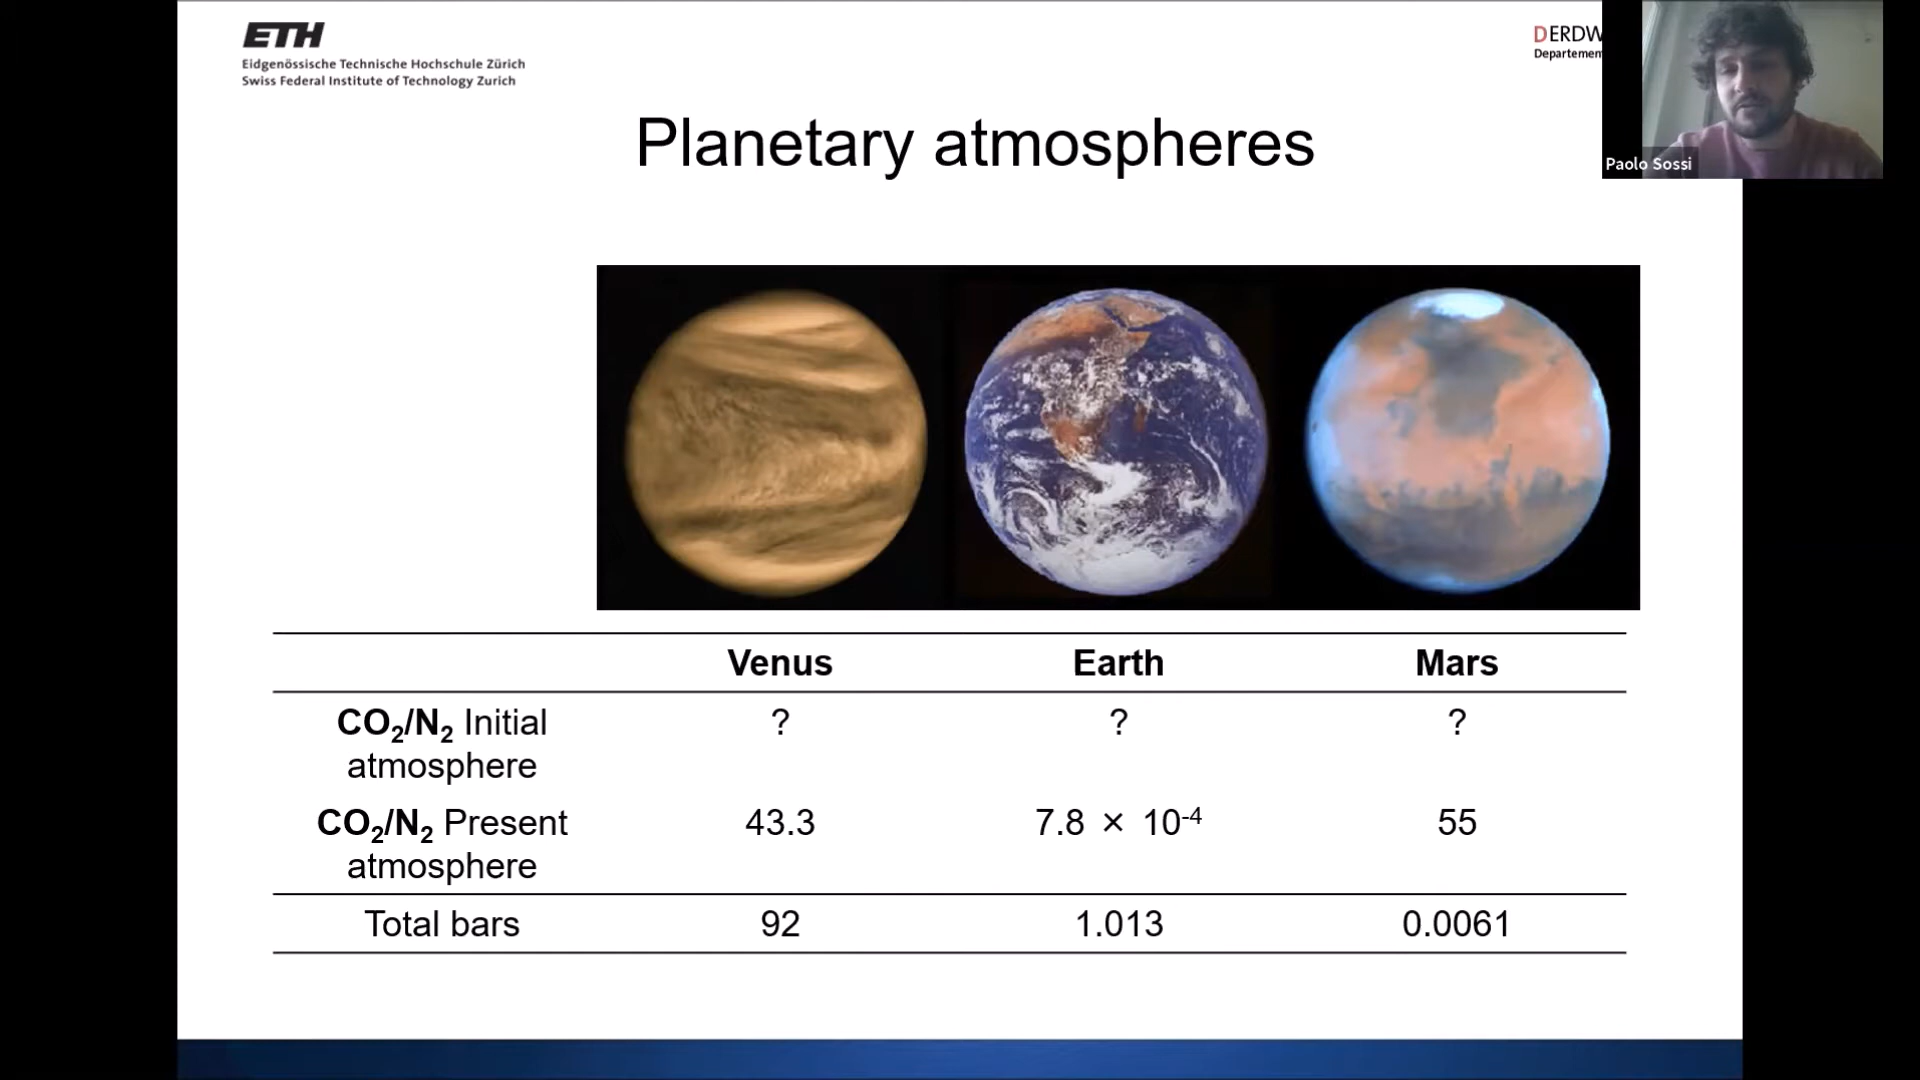 ETH
Eidgenössische Technische Hochschule Zürich
Swiss Federal Institute of Technology Zurich
DERDW
Departemen
Paolo Sossi
Planetary atmospheres
Venus Earth Mars
CO₂/N₂ Initial atmosphere ? ? ?
CO₂/N₂ Present atmosphere 43.3 7.8 × 10⁻⁴ 55
Total bars 92 1.013 0.0061